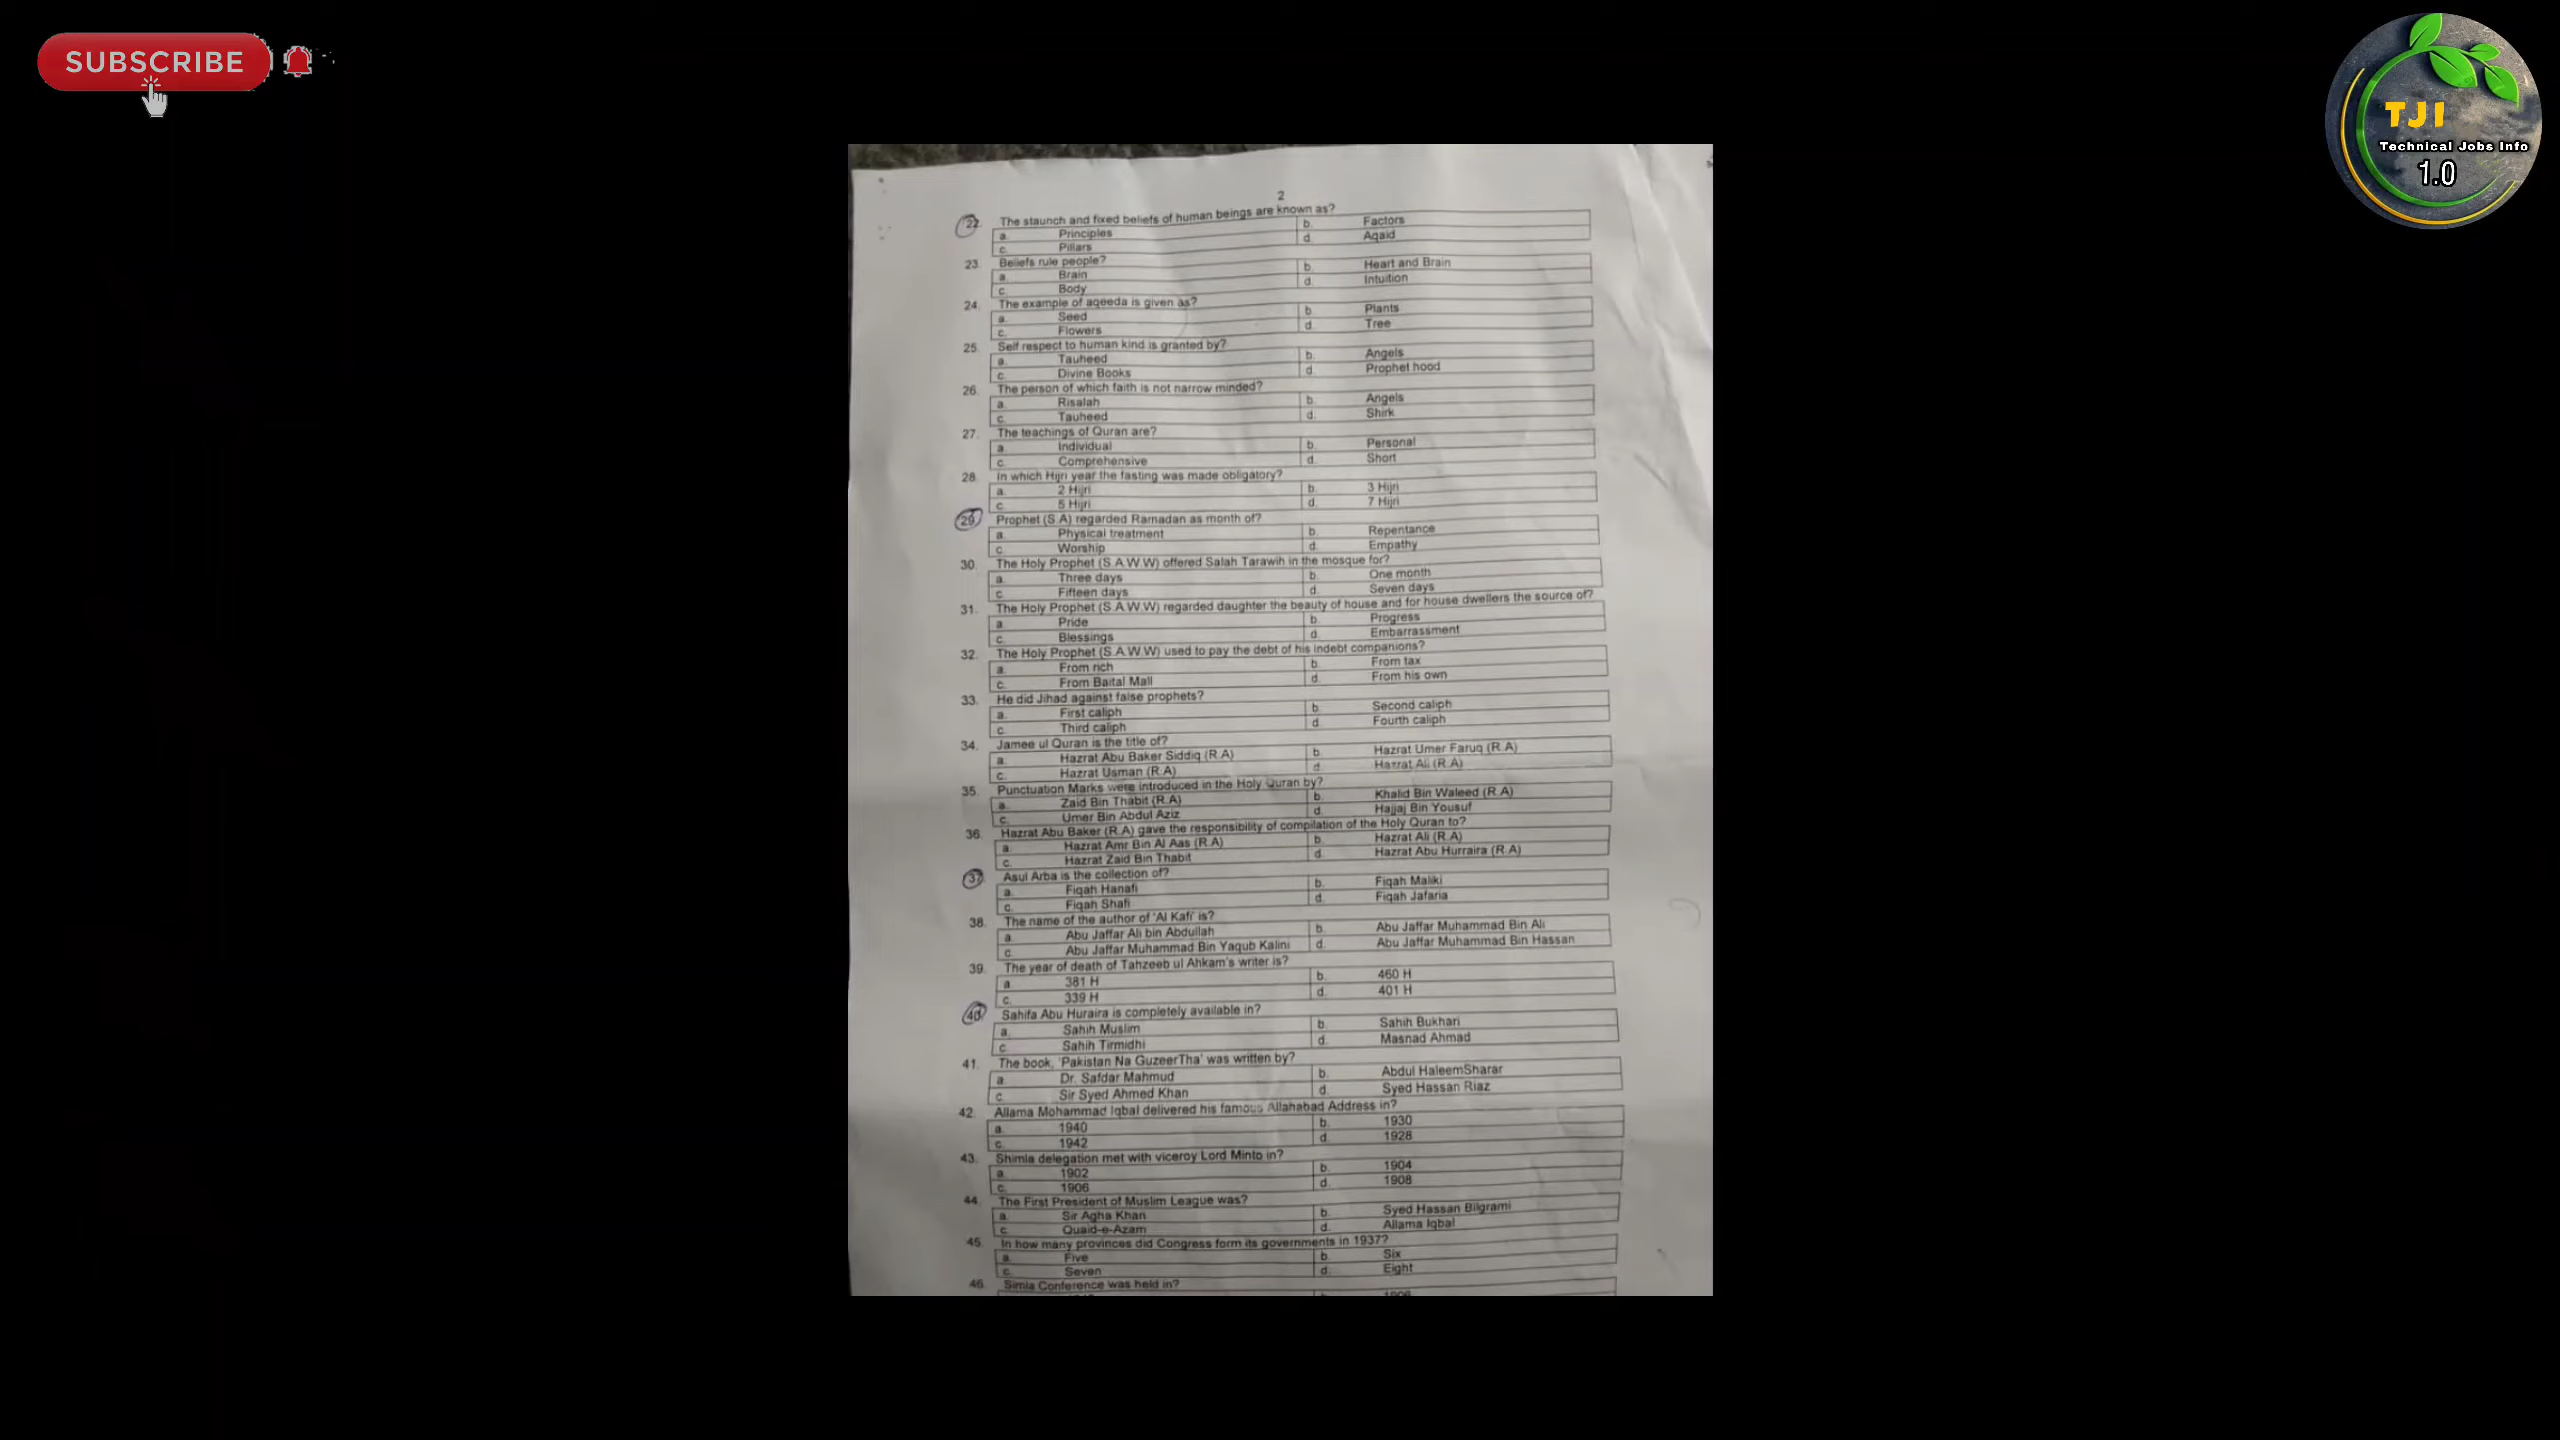 SUBSCRIBE
TJI
Technical Jobs Info
1.0
2
22. The staunch and fixed beliefs of human beings are known as?
a. Principles b. Factors
c. Pillars d. Aqaid
23. Beliefs rule people?
a. Brain b. Heart and Brain
c. Body d. Intuition
24. The example of aqeeda is given as?
a. Seed b. Plants
c. Flowers d. Tree
25. Self respect to human kind is granted by?
a. Tauheed b. Angels
c. Divine Books d. Prophet hood
26. The person of which faith is not narrow minded?
a. Risalah b. Angels
c. Tauheed d. Shirk
27. The teachings of Quran are?
a. Individual b. Personal
c. Comprehensive d. Short
28. In which Hijri year the fasting was made obligatory?
a. 2 Hijri b. 3 Hijri
c. 5 Hijri d. 7 Hijri
29. Prophet (S.A) regarded Ramadan as month of?
a. Physical treatment b. Repentance
c. Worship d. Empathy
30. The Holy Prophet (S.A.W.W) offered Salah Tarawih in the mosque for?
a. Three days b. One month
c. Fifteen days d. Seven days
31. The Holy Prophet (S.A.W.W) regarded daughter the beauty of house and for house dwellers the source of?
a. Pride b. Progress
c. Blessings d. Embarrassment
32. The Holy Prophet (S.A.W.W) used to pay the debt of his indebt companions?
a. From rich b. From tax
c. From Baital Mall d. From his own
33. He did Jihad against false prophets?
a. First caliph b. Second caliph
c. Third caliph d. Fourth caliph
34. Jamee ul Quran is the title of?
a. Hazrat Abu Baker Siddiq (R.A) b. Hazrat Umer Faruq (R.A)
c. Hazrat Usman (R.A) d. Hazrat Ali (R.A)
35. Punctuation Marks were introduced in the Holy Quran by?
a. Zaid Bin Thabit (R.A) b. Khalid Bin Waleed (R.A)
c. Umer Bin Abdul Aziz d. Hajjaj Bin Yousuf
36. Hazrat Abu Baker (R.A) gave the responsibility of compilation of the Holy Quran to?
a. Hazrat Amr Bin Al Aas (R.A) b. Hazrat Ali (R.A)
c. Hazrat Zaid Bin Thabit d. Hazrat Abu Hurraira (R.A)
37. Asul Arba is the collection of?
a. Fiqah Hanafi b. Fiqah Maliki
c. Fiqah Shafi d. Fiqah Jafaria
38. The name of the author of 'Al Kafi' is?
a. Abu Jaffar Ali bin Abdullah b. Abu Jaffar Muhammad Bin Ali
c. Abu Jaffar Muhammad Bin Yaqub Kalini d. Abu Jaffar Muhammad Bin Hassan
39. The year of death of Tahzeeb ul Ahkam's writer is?
a. 381 H b. 460 H
c. 339 H d. 401 H
40. Sahifa Abu Huraira is completely available in?
a. Sahih Muslim b. Sahih Bukhari
c. Sahih Tirmidhi d. Masnad Ahmad
41. The book, 'Pakistan Na GuzeerTha' was written by?
a. Dr. Safdar Mahmud b. Abdul HaleemSharar
c. Sir Syed Ahmed Khan d. Syed Hassan Riaz
42. Allama Mohammad Iqbal delivered his famous Allahabad Address in?
a. 1940 b. 1930
c. 1942 d. 1928
43. Shimla delegation met with viceroy Lord Minto in?
a. 1902 b. 1904
c. 1906 d. 1908
44. The First President of Muslim League was?
a. Sir Agha Khan b. Syed Hassan Bilgrami
c. Quaid-e-Azam d. Allama Iqbal
45. In how many provinces did Congress form its governments in 1937?
a. Five b. Six
c. Seven d. Eight
46. Simla Conference was held in?